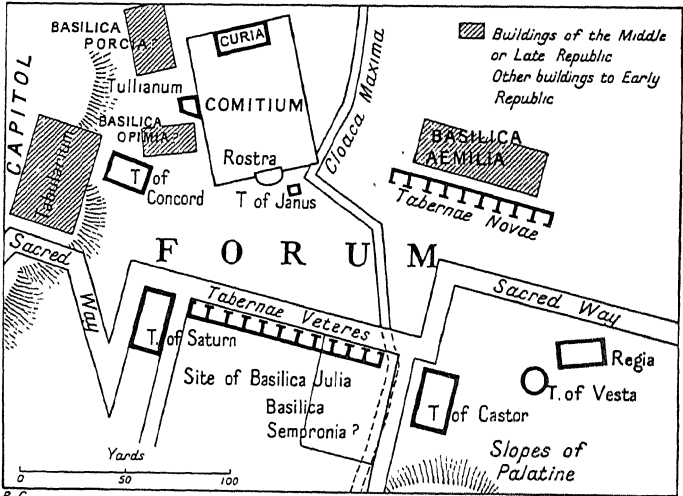 BASILICA
PORCIA?
CURIA
Buildings of the Middle
or Late Republic
Other buildings to Early
Republic
CAPITOL
Tullianum
COMITIUM
Cloaca Maxima
BASILICA
OPIMIA?
BASILICA
AEMILIA
Tabularium
Rostra
T of
Concord
T of Janus
Tabernae Novae
Sacred
Way
FORUM
Tabernae Veteres
Sacred Way
T. of Saturn
Regia
Site of Basilica Julia
T. of Vesta
Basilica
Sempronia?
T of Castor
Slopes of
Palatine
Yards
0 50 100